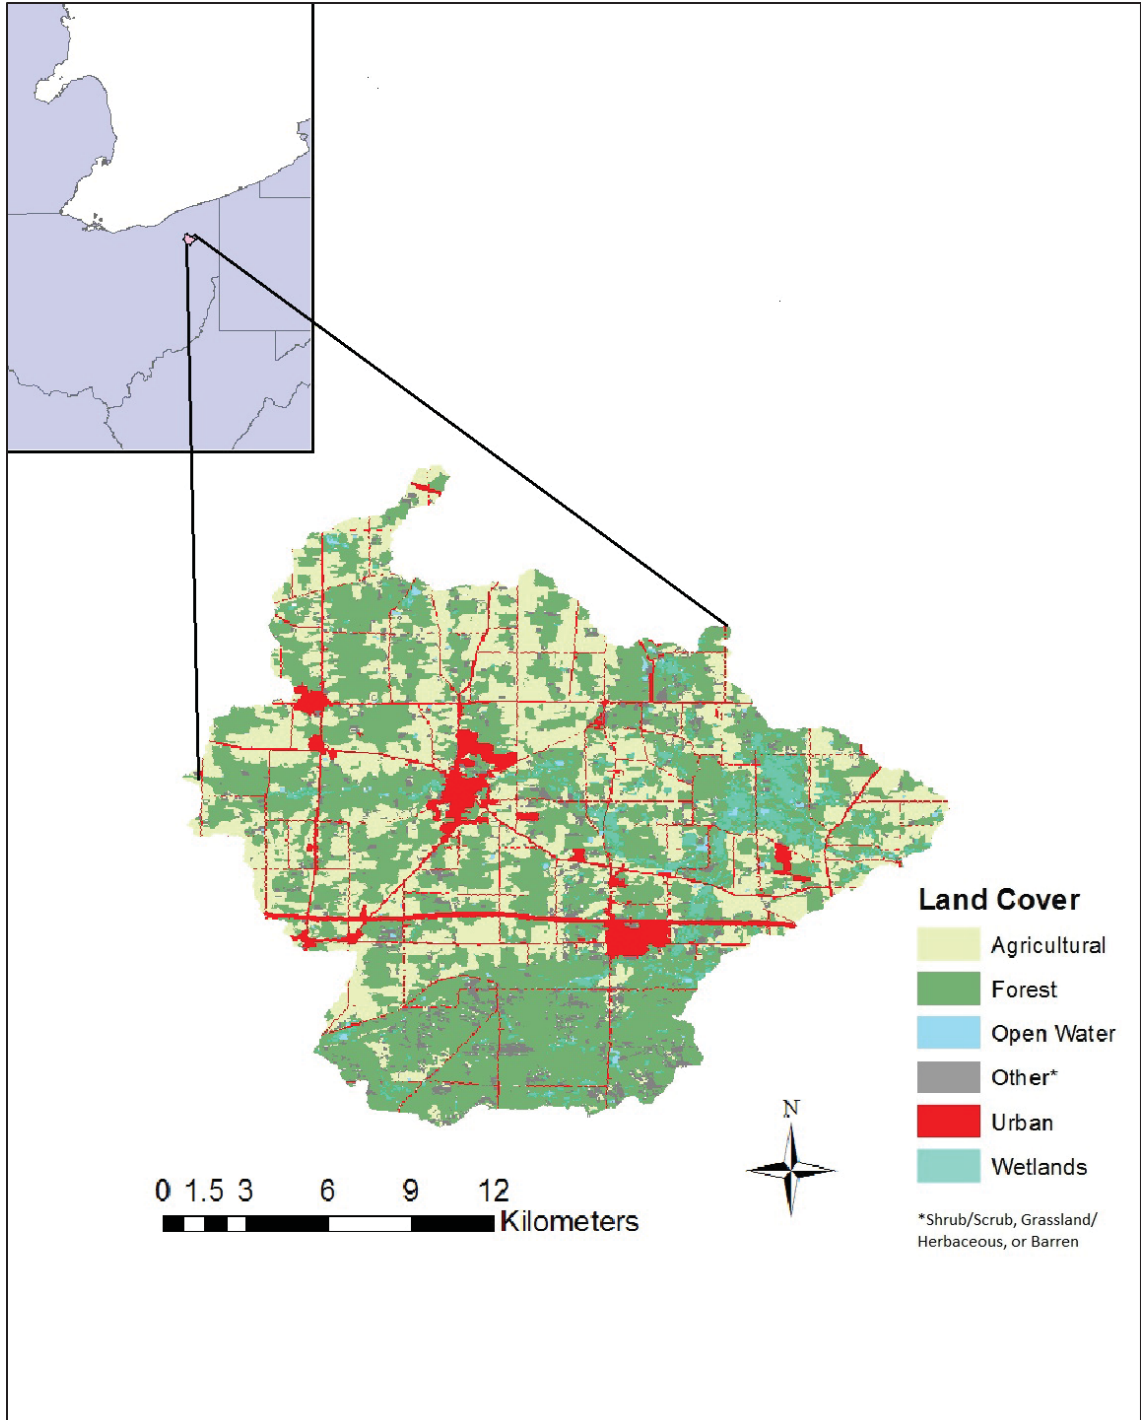 Land Cover
Agricultural
Forest
Open Water
Other*
Urban
Wetlands
*Shrub/Scrub, Grassland/
Herbaceous, or Barren
N
0 1.5 3 6 9 12
Kilometers